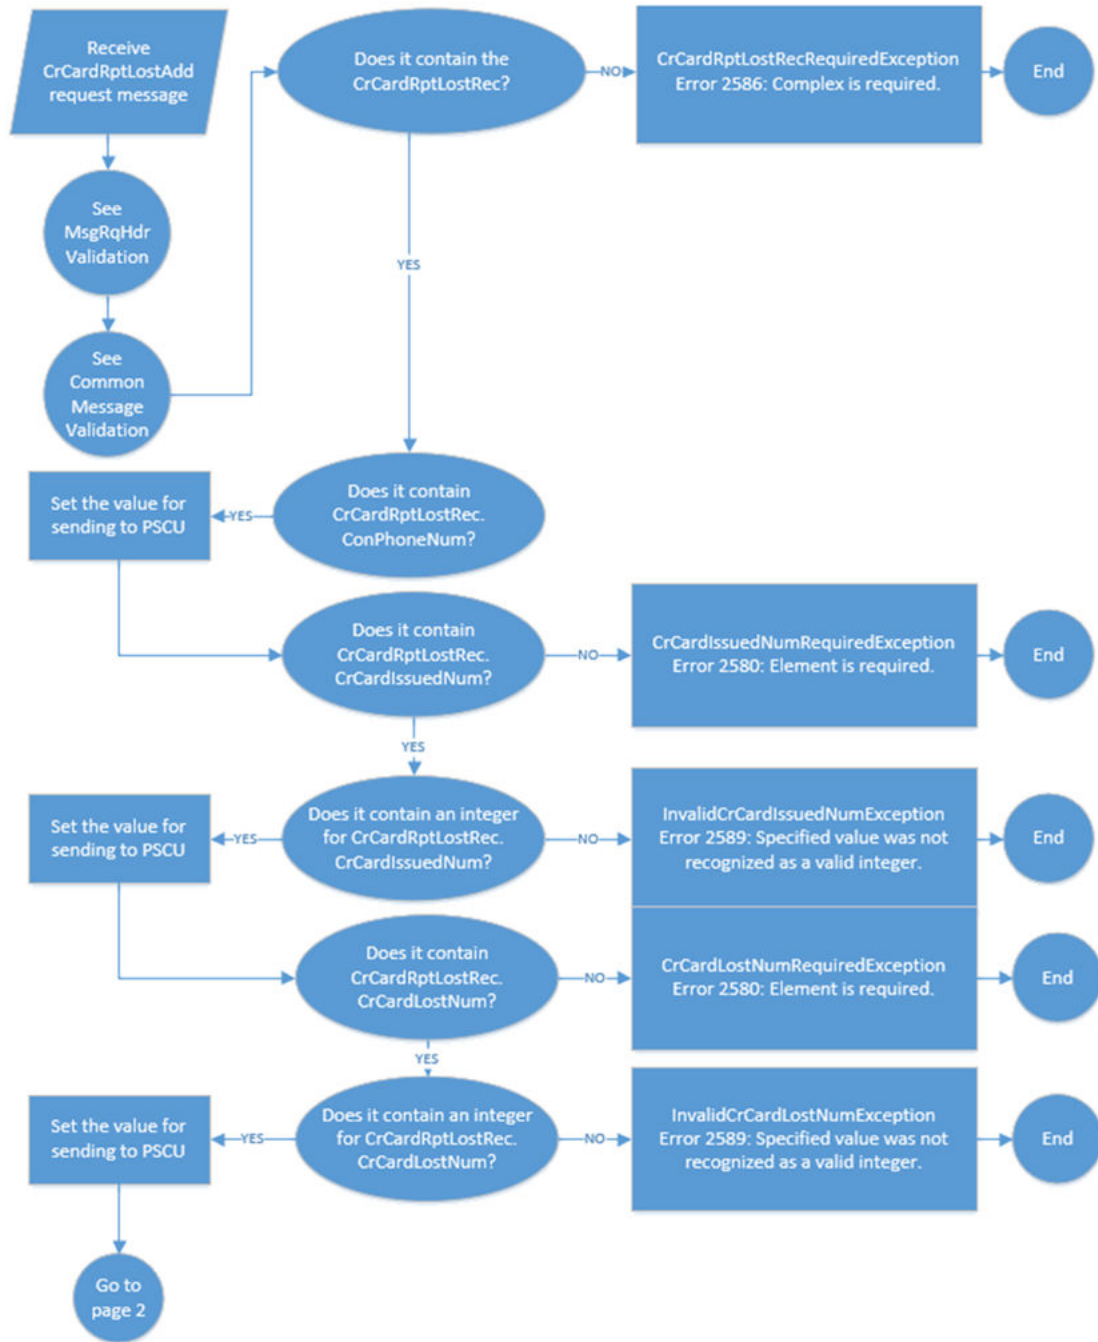 Receive
CrCardRptLostAdd
request message
See
MsgRqHdr
Validation
See
Common
Message
Validation
Does it contain the
CrCardRptLostRec?
NO
CrCardRptLostRecRequiredException
Error 2586: Complex is required.
End
YES
Does it contain
CrCardRptLostRec.
ConPhoneNum?
YES
Set the value for
sending to PSCU
Does it contain
CrCardRptLostRec.
CrCardIssuedNum?
NO
CrCardIssuedNumRequiredException
Error 2580: Element is required.
End
YES
Does it contain an integer
for CrCardRptLostRec.
CrCardIssuedNum?
NO
InvalidCrCardIssuedNumException
Error 2589: Specified value was not
recognized as a valid integer.
End
YES
Set the value for
sending to PSCU
Does it contain
CrCardRptLostRec.
CrCardLostNum?
NO
CrCardLostNumRequiredException
Error 2580: Element is required.
End
YES
Does it contain an integer
for CrCardRptLostRec.
CrCardLostNum?
NO
InvalidCrCardLostNumException
Error 2589: Specified value was not
recognized as a valid integer.
End
YES
Set the value for
sending to PSCU
Go to
page 2